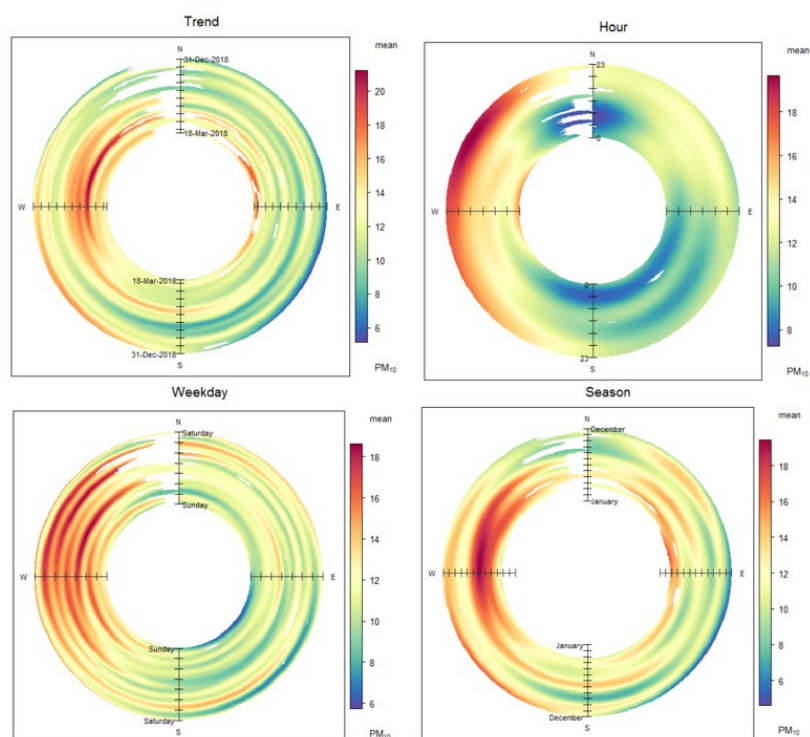 Trend
mean
N
31-Dec-2018
18-Mar-2018
W
E
18-Mar-2018
31-Dec-2018
S
20
18
16
14
12
10
8
6
PM₁₀
Hour
mean
N
23
0
W
E
0
23
S
18
16
14
12
10
8
PM₁₀
Weekday
mean
N
Saturday
Sunday
W
E
Sunday
Saturday
S
18
16
14
12
10
8
6
PM₁₀
Season
mean
N
December
January
W
E
January
December
S
18
16
14
12
10
8
6
PM₁₀